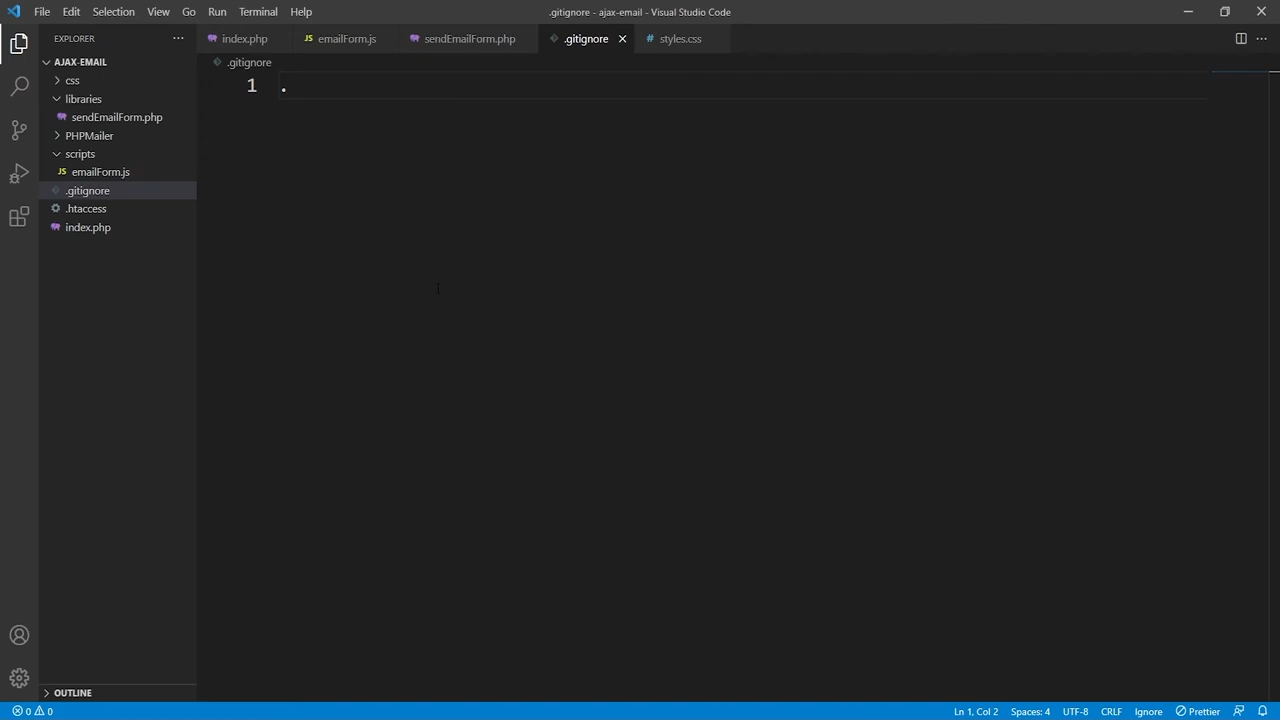 File Edit Selection View Go Run Terminal Help
.gitignore - ajax-email - Visual Studio Code
EXPLORER
index.php
JS emailForm.js
sendEmailForm.php
.gitignore
# styles.css
AJAX-EMAIL
css
libraries
sendEmailForm.php
PHPMailer
scripts
JS emailForm.js
.gitignore
.htaccess
index.php
OUTLINE
.gitignore
1 .
0 0
Ln 1, Col 2 Spaces: 4 UTF-8 CRLF Ignore Prettier